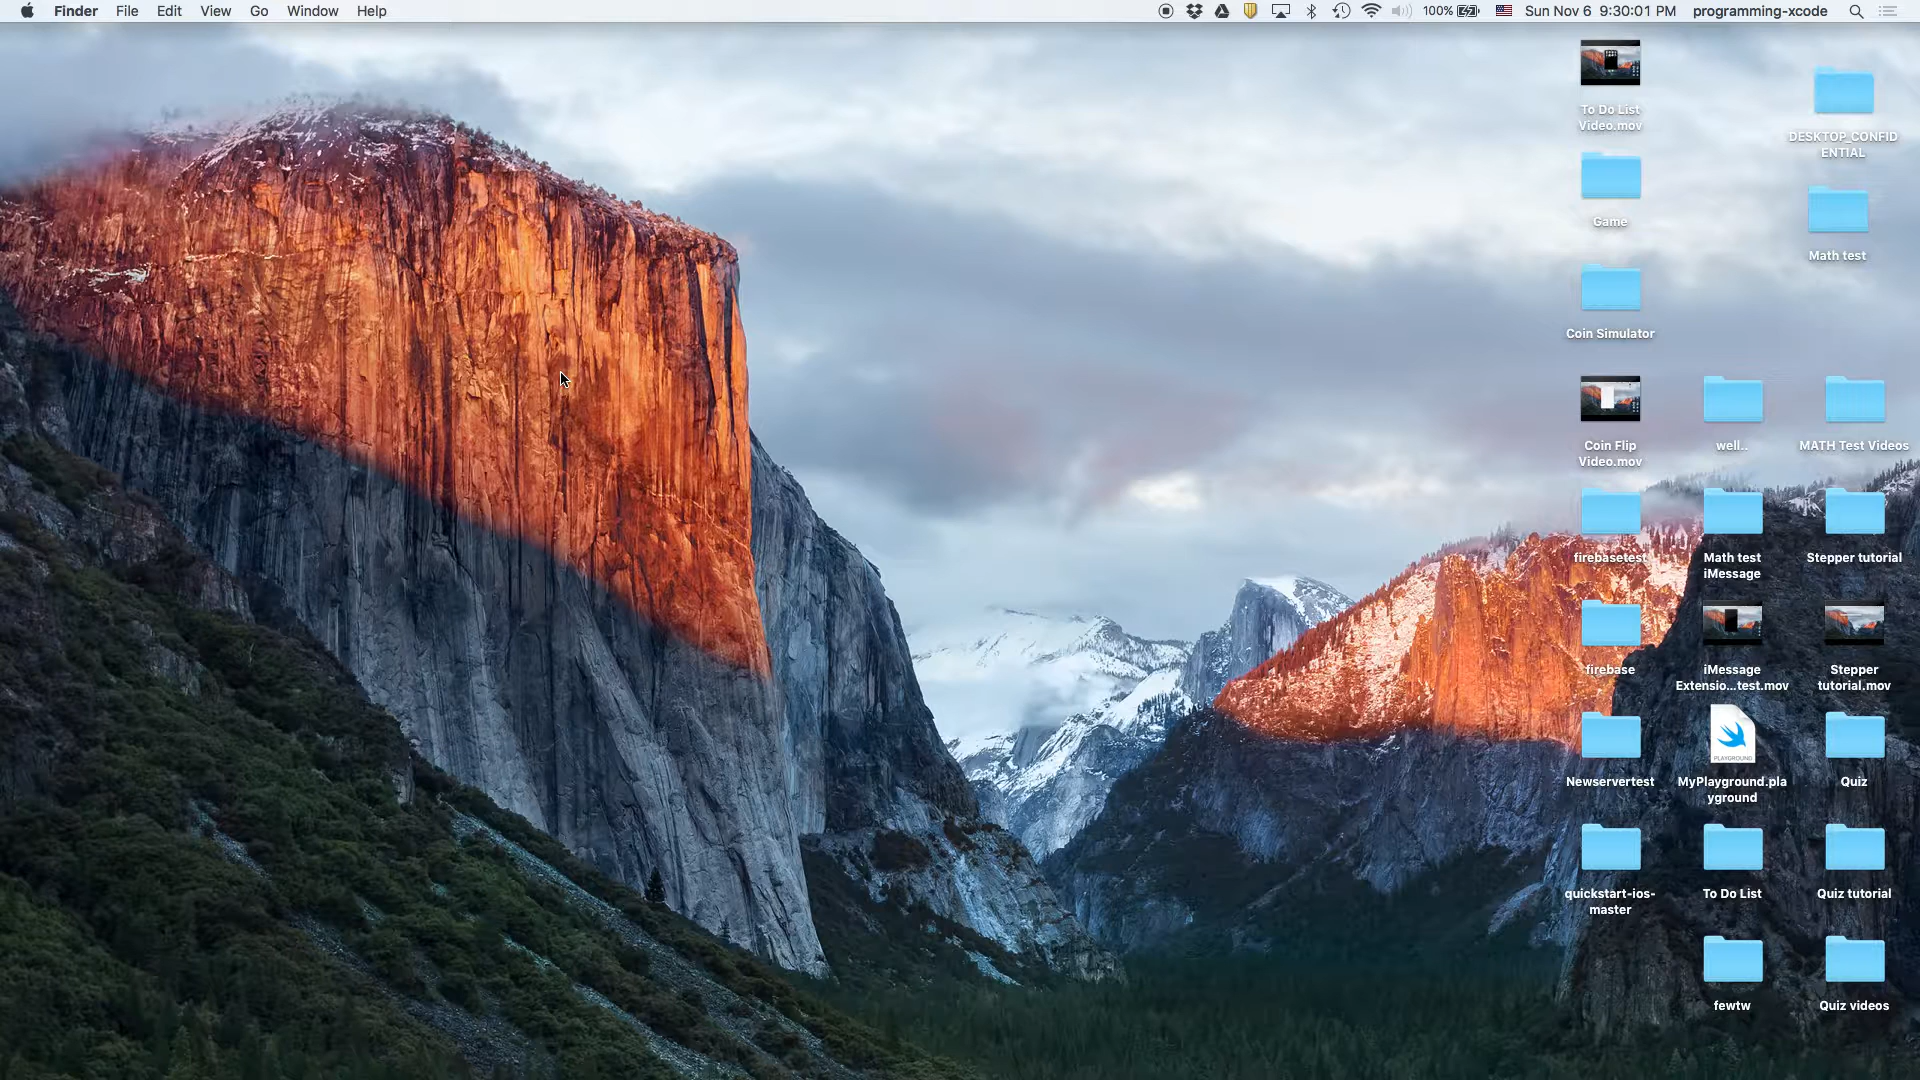 Finder File Edit View Go Window Help 100% Sun Nov 6 9:30:01 PM programming-xcode
To Do List
Video.mov
DESKTOP_CONFID
ENTIAL
Game
Math test
Coin Simulator
Coin Flip
Video.mov
well..
MATH Test Videos
firebasetest
Math test
iMessage
Stepper tutorial
firebase
iMessage
Extensio...test.mov
Stepper
tutorial.mov
PLAYGROUND
Newservertest
MyPlayground.pla
yground
Quiz
quickstart-ios-
master
To Do List
Quiz tutorial
fewtw
Quiz videos